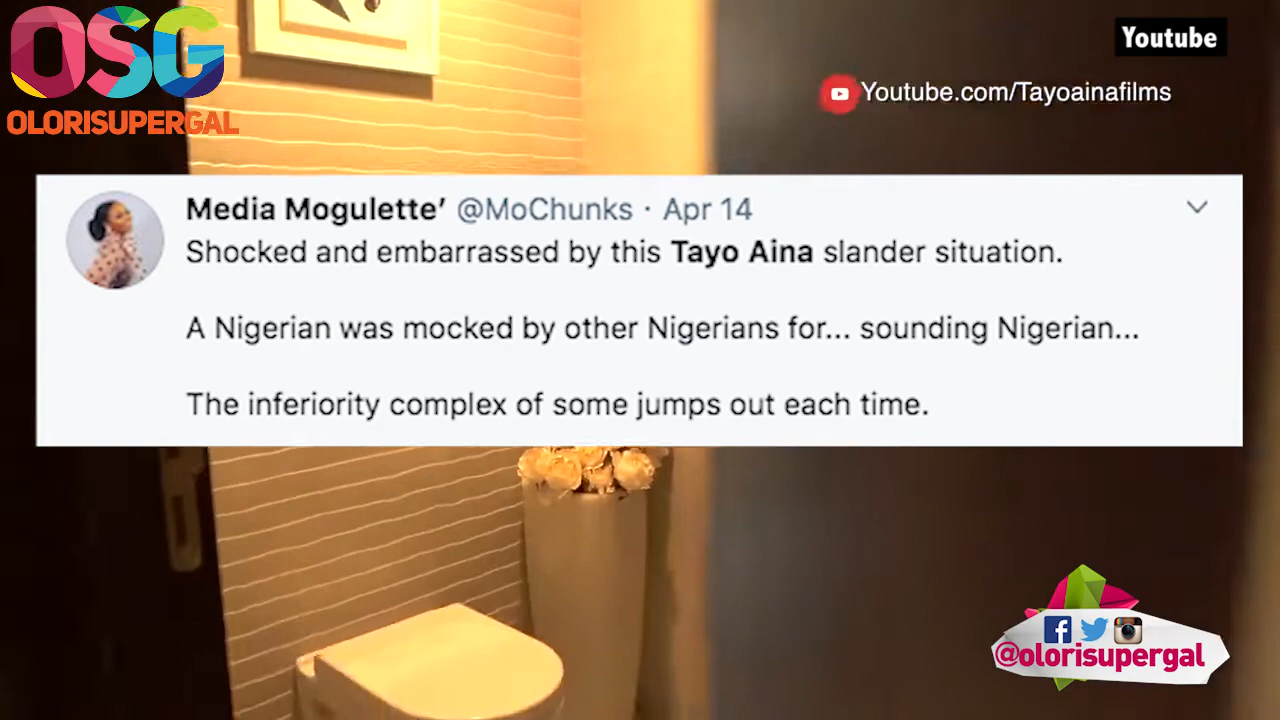 OSG
OLORISUPERGAL
Youtube
Youtube.com/Tayoainafilms
Media Mogulette’ @MoChunks · Apr 14
Shocked and embarrassed by this Tayo Aina slander situation.
A Nigerian was mocked by other Nigerians for... sounding Nigerian...
The inferiority complex of some jumps out each time.
@olorisupergal